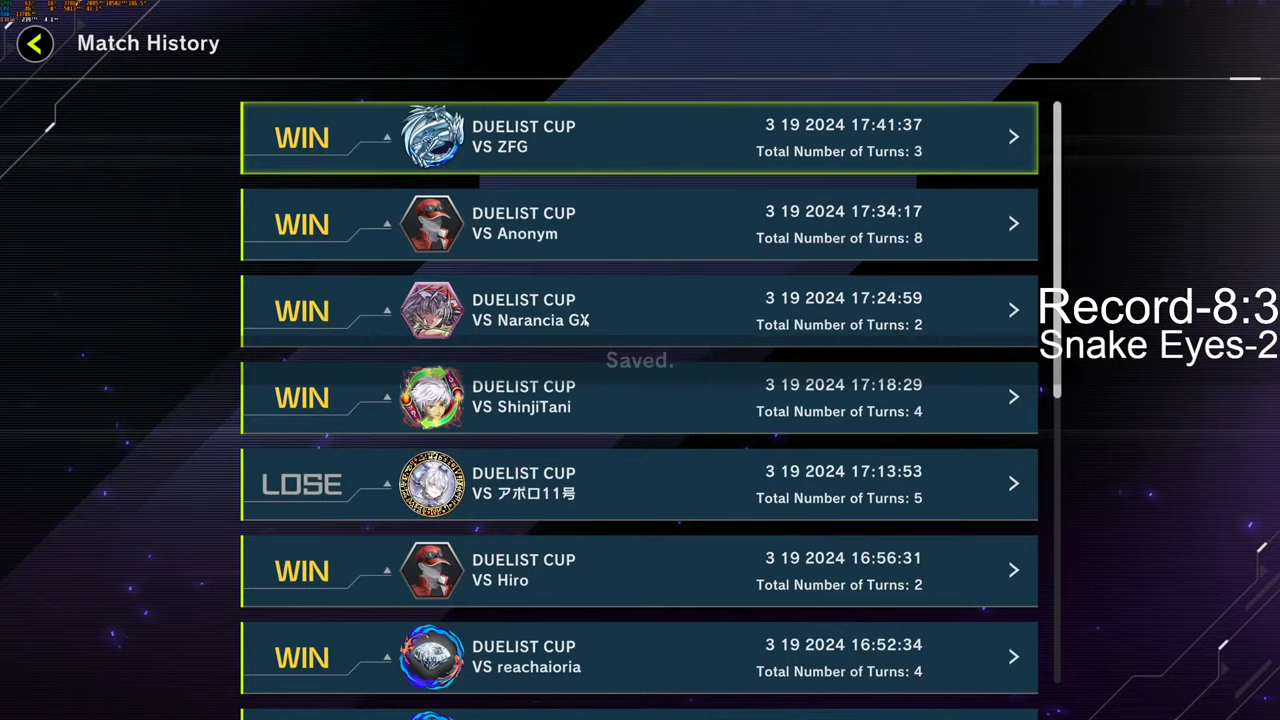 Match History
WIN
DUELIST CUP
VS ZFG
3 19 2024 17:41:37
Total Number of Turns: 3
WIN
DUELIST CUP
VS Anonym
3 19 2024 17:34:17
Total Number of Turns: 8
WIN
DUELIST CUP
VS Narancia GX
3 19 2024 17:24:59
Total Number of Turns: 2
Record-8:3
Snake Eyes-2
Saved.
WIN
DUELIST CUP
VS ShinjiTani
3 19 2024 17:18:29
Total Number of Turns: 4
LOSE
DUELIST CUP
VS アポロ11号
3 19 2024 17:13:53
Total Number of Turns: 5
WIN
DUELIST CUP
VS Hiro
3 19 2024 16:56:31
Total Number of Turns: 2
WIN
DUELIST CUP
VS reachaioria
3 19 2024 16:52:34
Total Number of Turns: 4